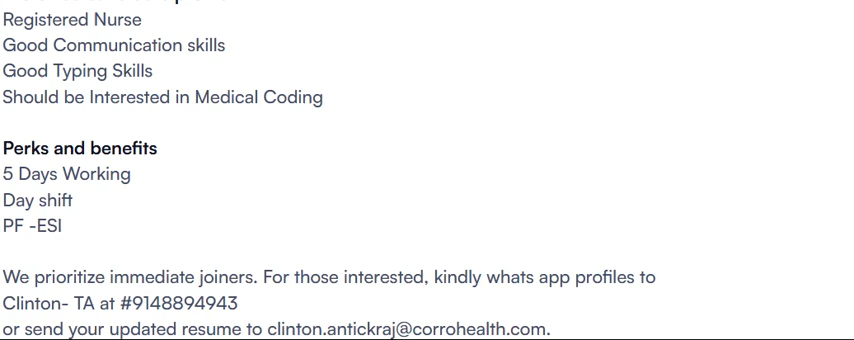 Registered Nurse
Good Communication skills
Good Typing Skills
Should be Interested in Medical Coding
Perks and benefits
5 Days Working
Day shift
PF -ESI
We prioritize immediate joiners. For those interested, kindly whats app profiles to
Clinton- TA at #9148894943
or send your updated resume to clinton.antickraj@corrohealth.com.